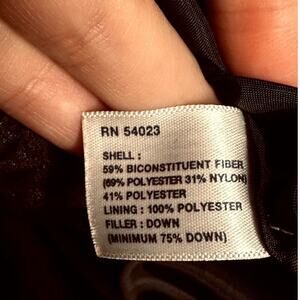 RN 54023
SHELL :
59% BICONSTITUENT FIBER
(69% POLYESTER 31% NYLON)
41% POLYESTER
LINING : 100% POLYESTER
FILLER : DOWN
(MINIMUM 75% DOWN)